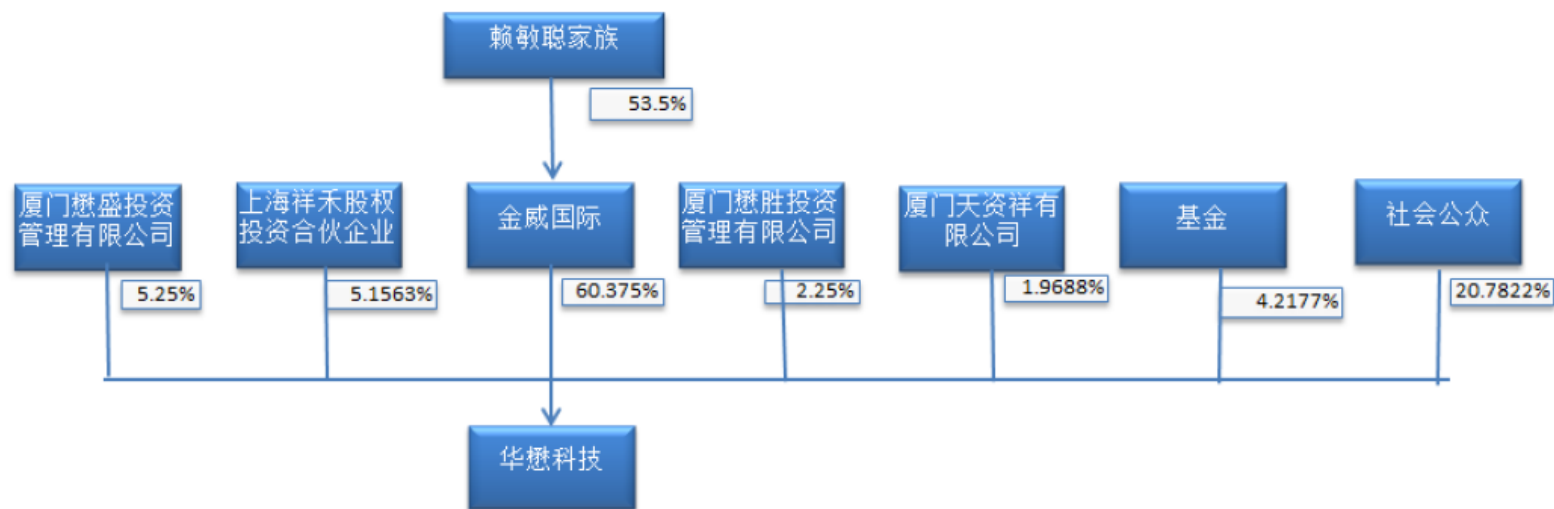 赖敏聪家族
53.5%
厦门懋盛投资
管理有限公司
上海祥禾股权
投资合伙企业
金威国际
厦门懋胜投资
管理有限公司
厦门天资祥有
限公司
基金
社会公众
5.25%
5.1563%
60.375%
2.25%
1.9688%
4.2177%
20.7822%
华懋科技